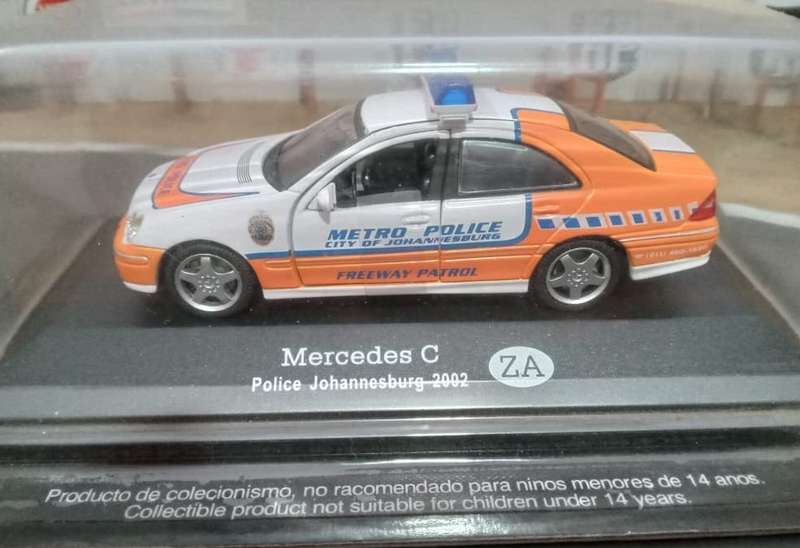 METRO POLICE
CITY OF JOHANNESBURG
FREEWAY PATROL
Mercedes C
ZA
Police Johannesburg 2002
Producto de colecionismo, no racomendado para ninos menores de 14 anos.
Collectible product not suitable for children under 14 years.